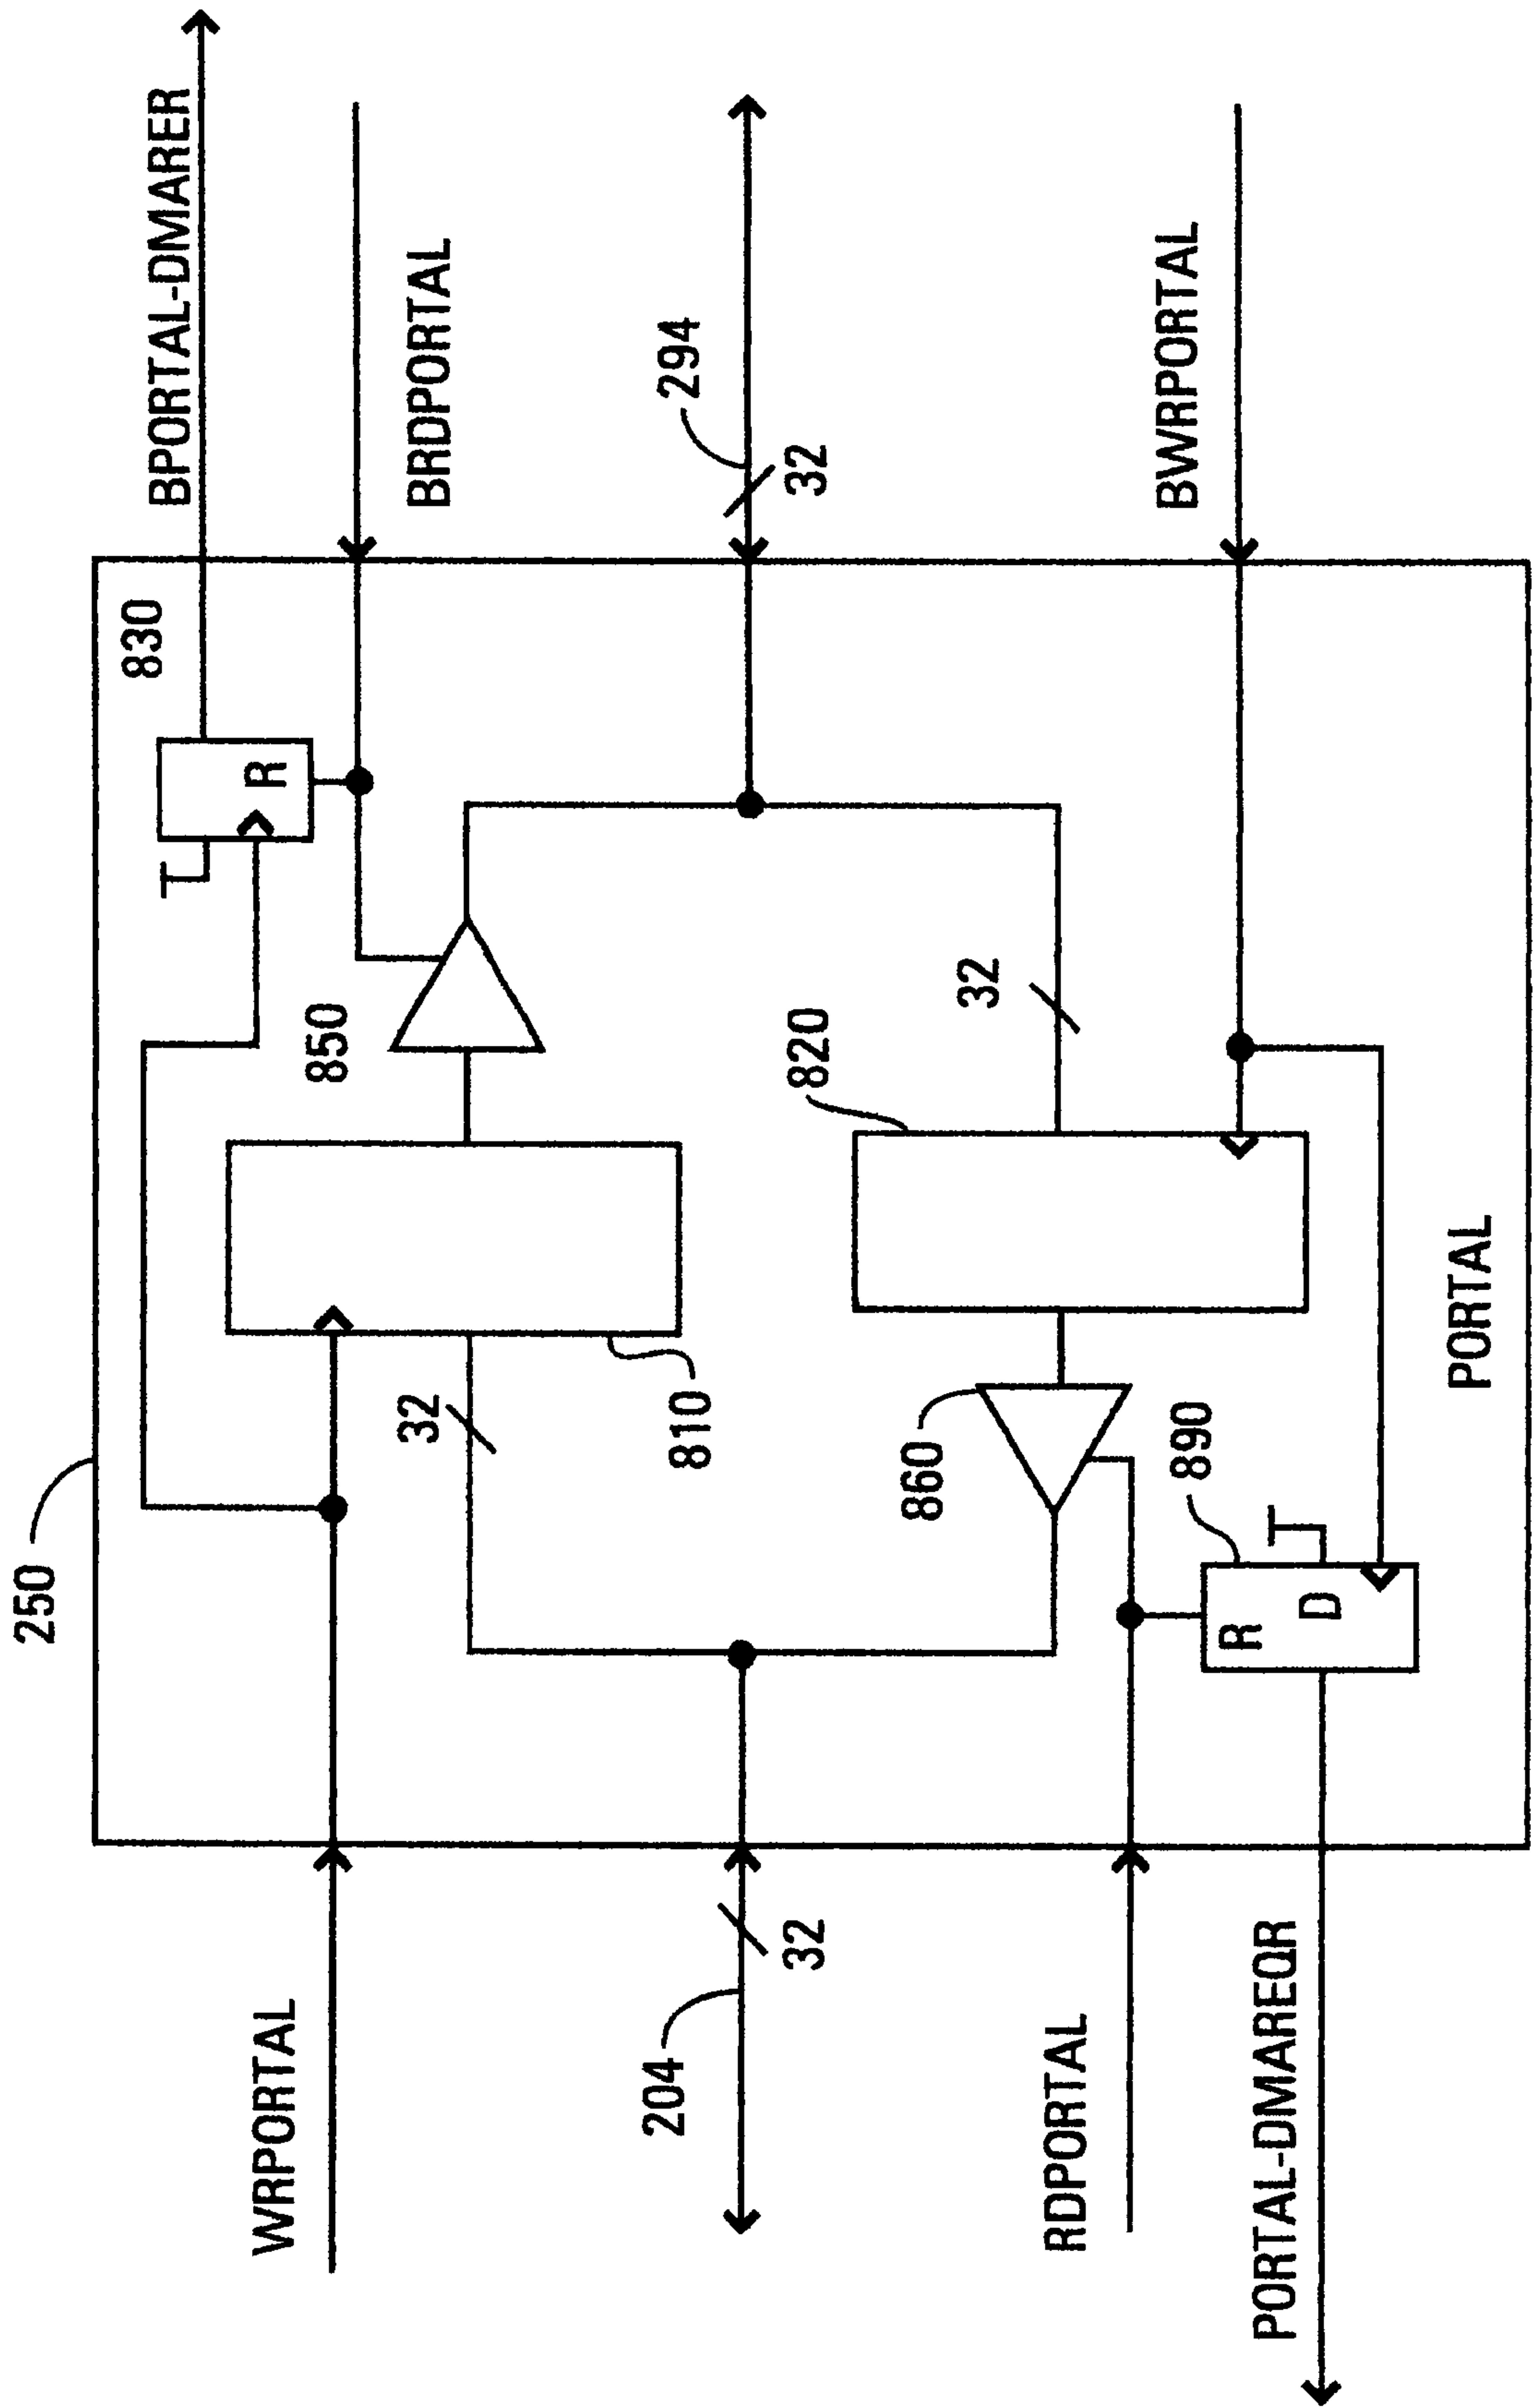 250
WRPORTAL
204
32
RDPORTAL
PORTAL-DMAREQR
32
810
860
890
R
D
PORTAL
850
820
32
830
R
BPORTAL-DMARER
BRDPORTAL
294
32
BWRPORTAL